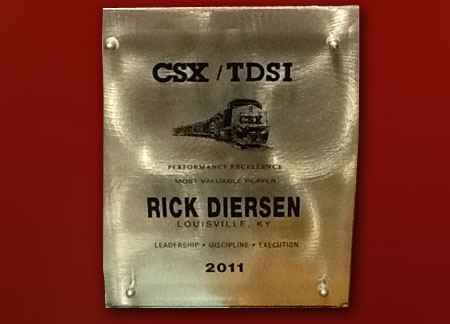 CSX / TDSI
CSX
PERFORMANCE EXCELLENCE
MOST VALUABLE PLAYER
RICK DIERSEN
LOUISVILLE, KY
LEADERSHIP • DISCIPLINE • EXECUTION
2011